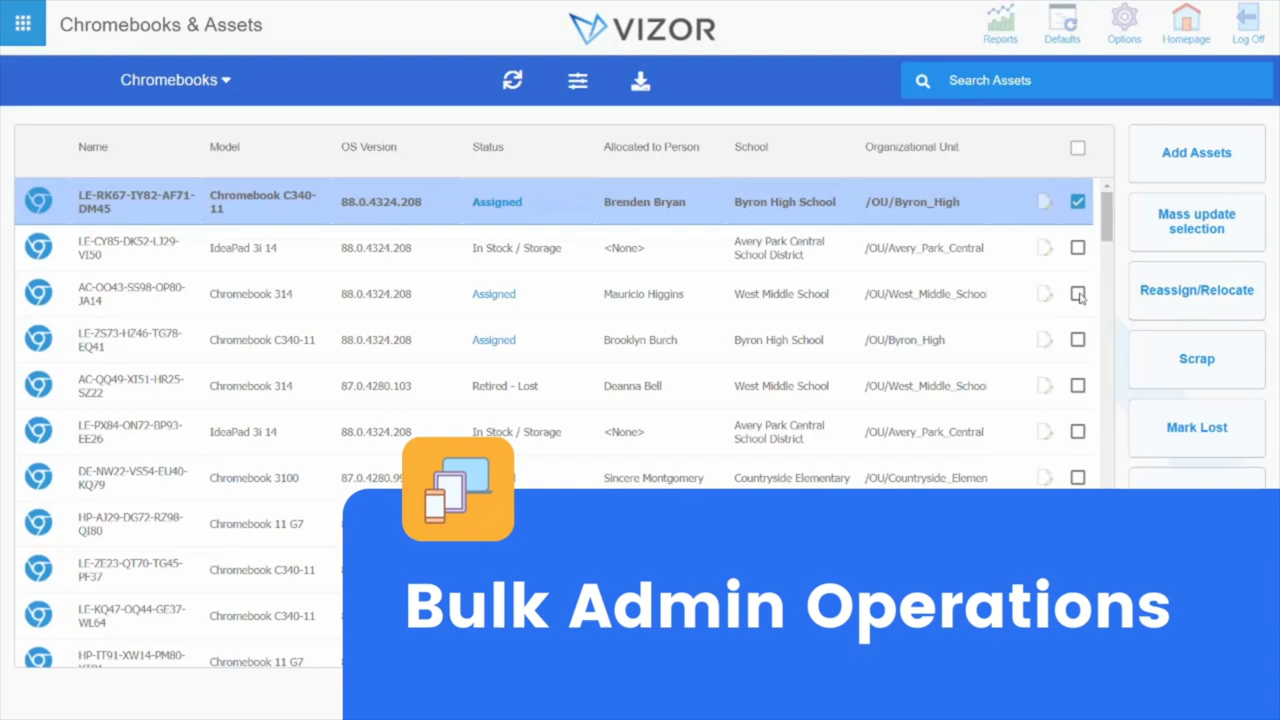 Chromebooks & Assets
VIZOR
Reports
Defaults
Options
Homepage
Log Off
Chromebooks
Search Assets
Name Model OS Version Status Allocated to Person School Organizational Unit
LE-RK67-IY82-AF71-
DM45
Chromebook C340-
11
88.0.4324.208 Assigned Brenden Bryan Byron High School /OU/Byron_High
LE-CY85-DK52-LJ29-
VI50
IdeaPad 3i 14 88.0.4324.208 In Stock / Storage <None>
Avery Park Central
School District
/OU/Avery_Park_Central
AC-OO43-SS98-OP80-
JA14
Chromebook 314 88.0.4324.208 Assigned Mauricio Higgins West Middle School /OU/West_Middle_School
LE-ZS73-HZ46-TG78-
EQ41
Chromebook C340-11 88.0.4324.208 Assigned Brooklyn Burch Byron High School /OU/Byron_High
AC-QQ49-XI51-HR25-
SZ22
Chromebook 314 87.0.4280.103 Retired - Lost Deanna Bell West Middle School /OU/West_Middle_School
LE-PX84-ON72-BP93-
EE26
IdeaPad 3i 14 88.0.4324.208 In Stock / Storage <None>
Avery Park Central
School District
/OU/Avery_Park_Central
DE-NW22-VS54-EU40-
KQ79
Chromebook 3100 Sincere Montgomery Countryside Elementary /OU/Countryside_Elemen
HP-AJ29-DG72-RZ98-
QI80
Chromebook 11 G7
LE-ZE23-QT70-TG45-
PF37
Chromebook C340-11
LE-KQ47-OQ44-GE37-
WL64
Chromebook C340-11
HP-IT91-XW14-PM80-
Chromebook 11 G7
Add Assets
Mass update
selection
Reassign/Relocate
Scrap
Mark Lost
Bulk Admin Operations